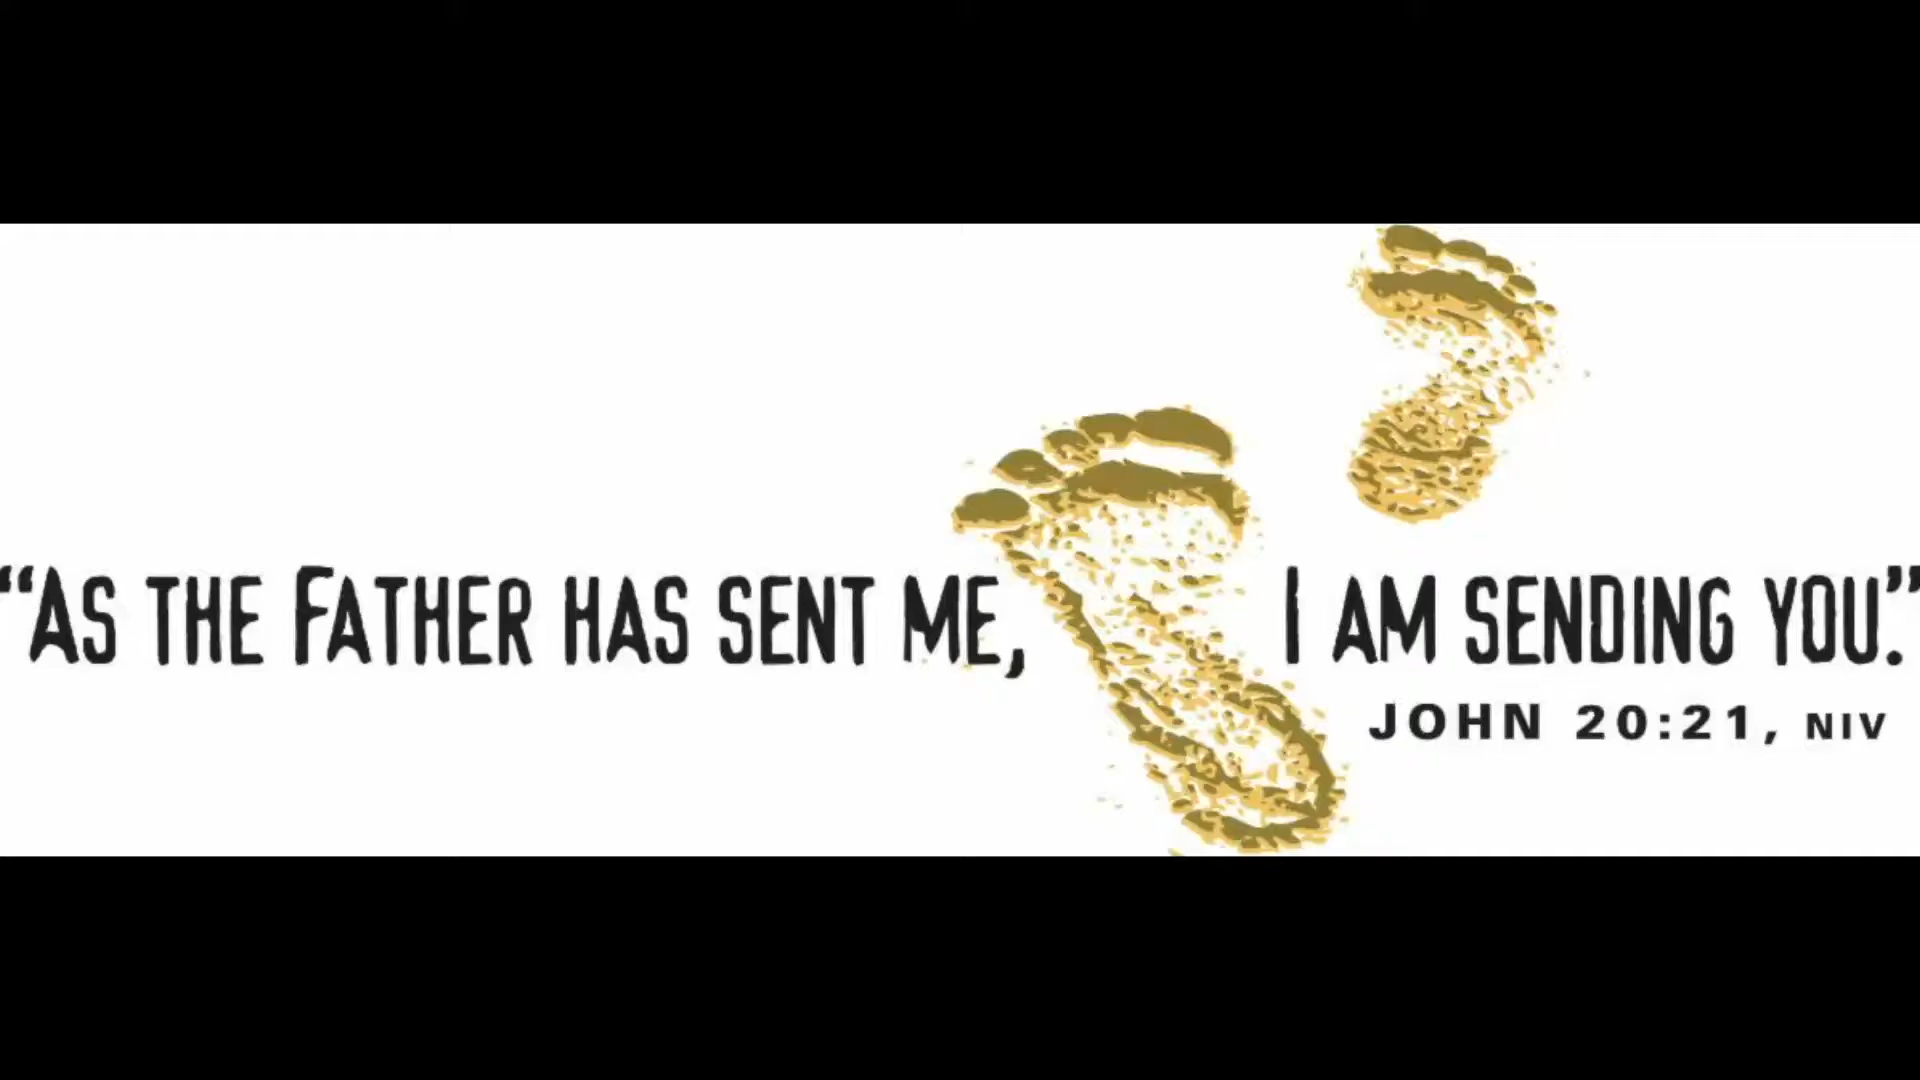 “As the Father has sent me, I am sending you.”
JOHN 20:21, NIV